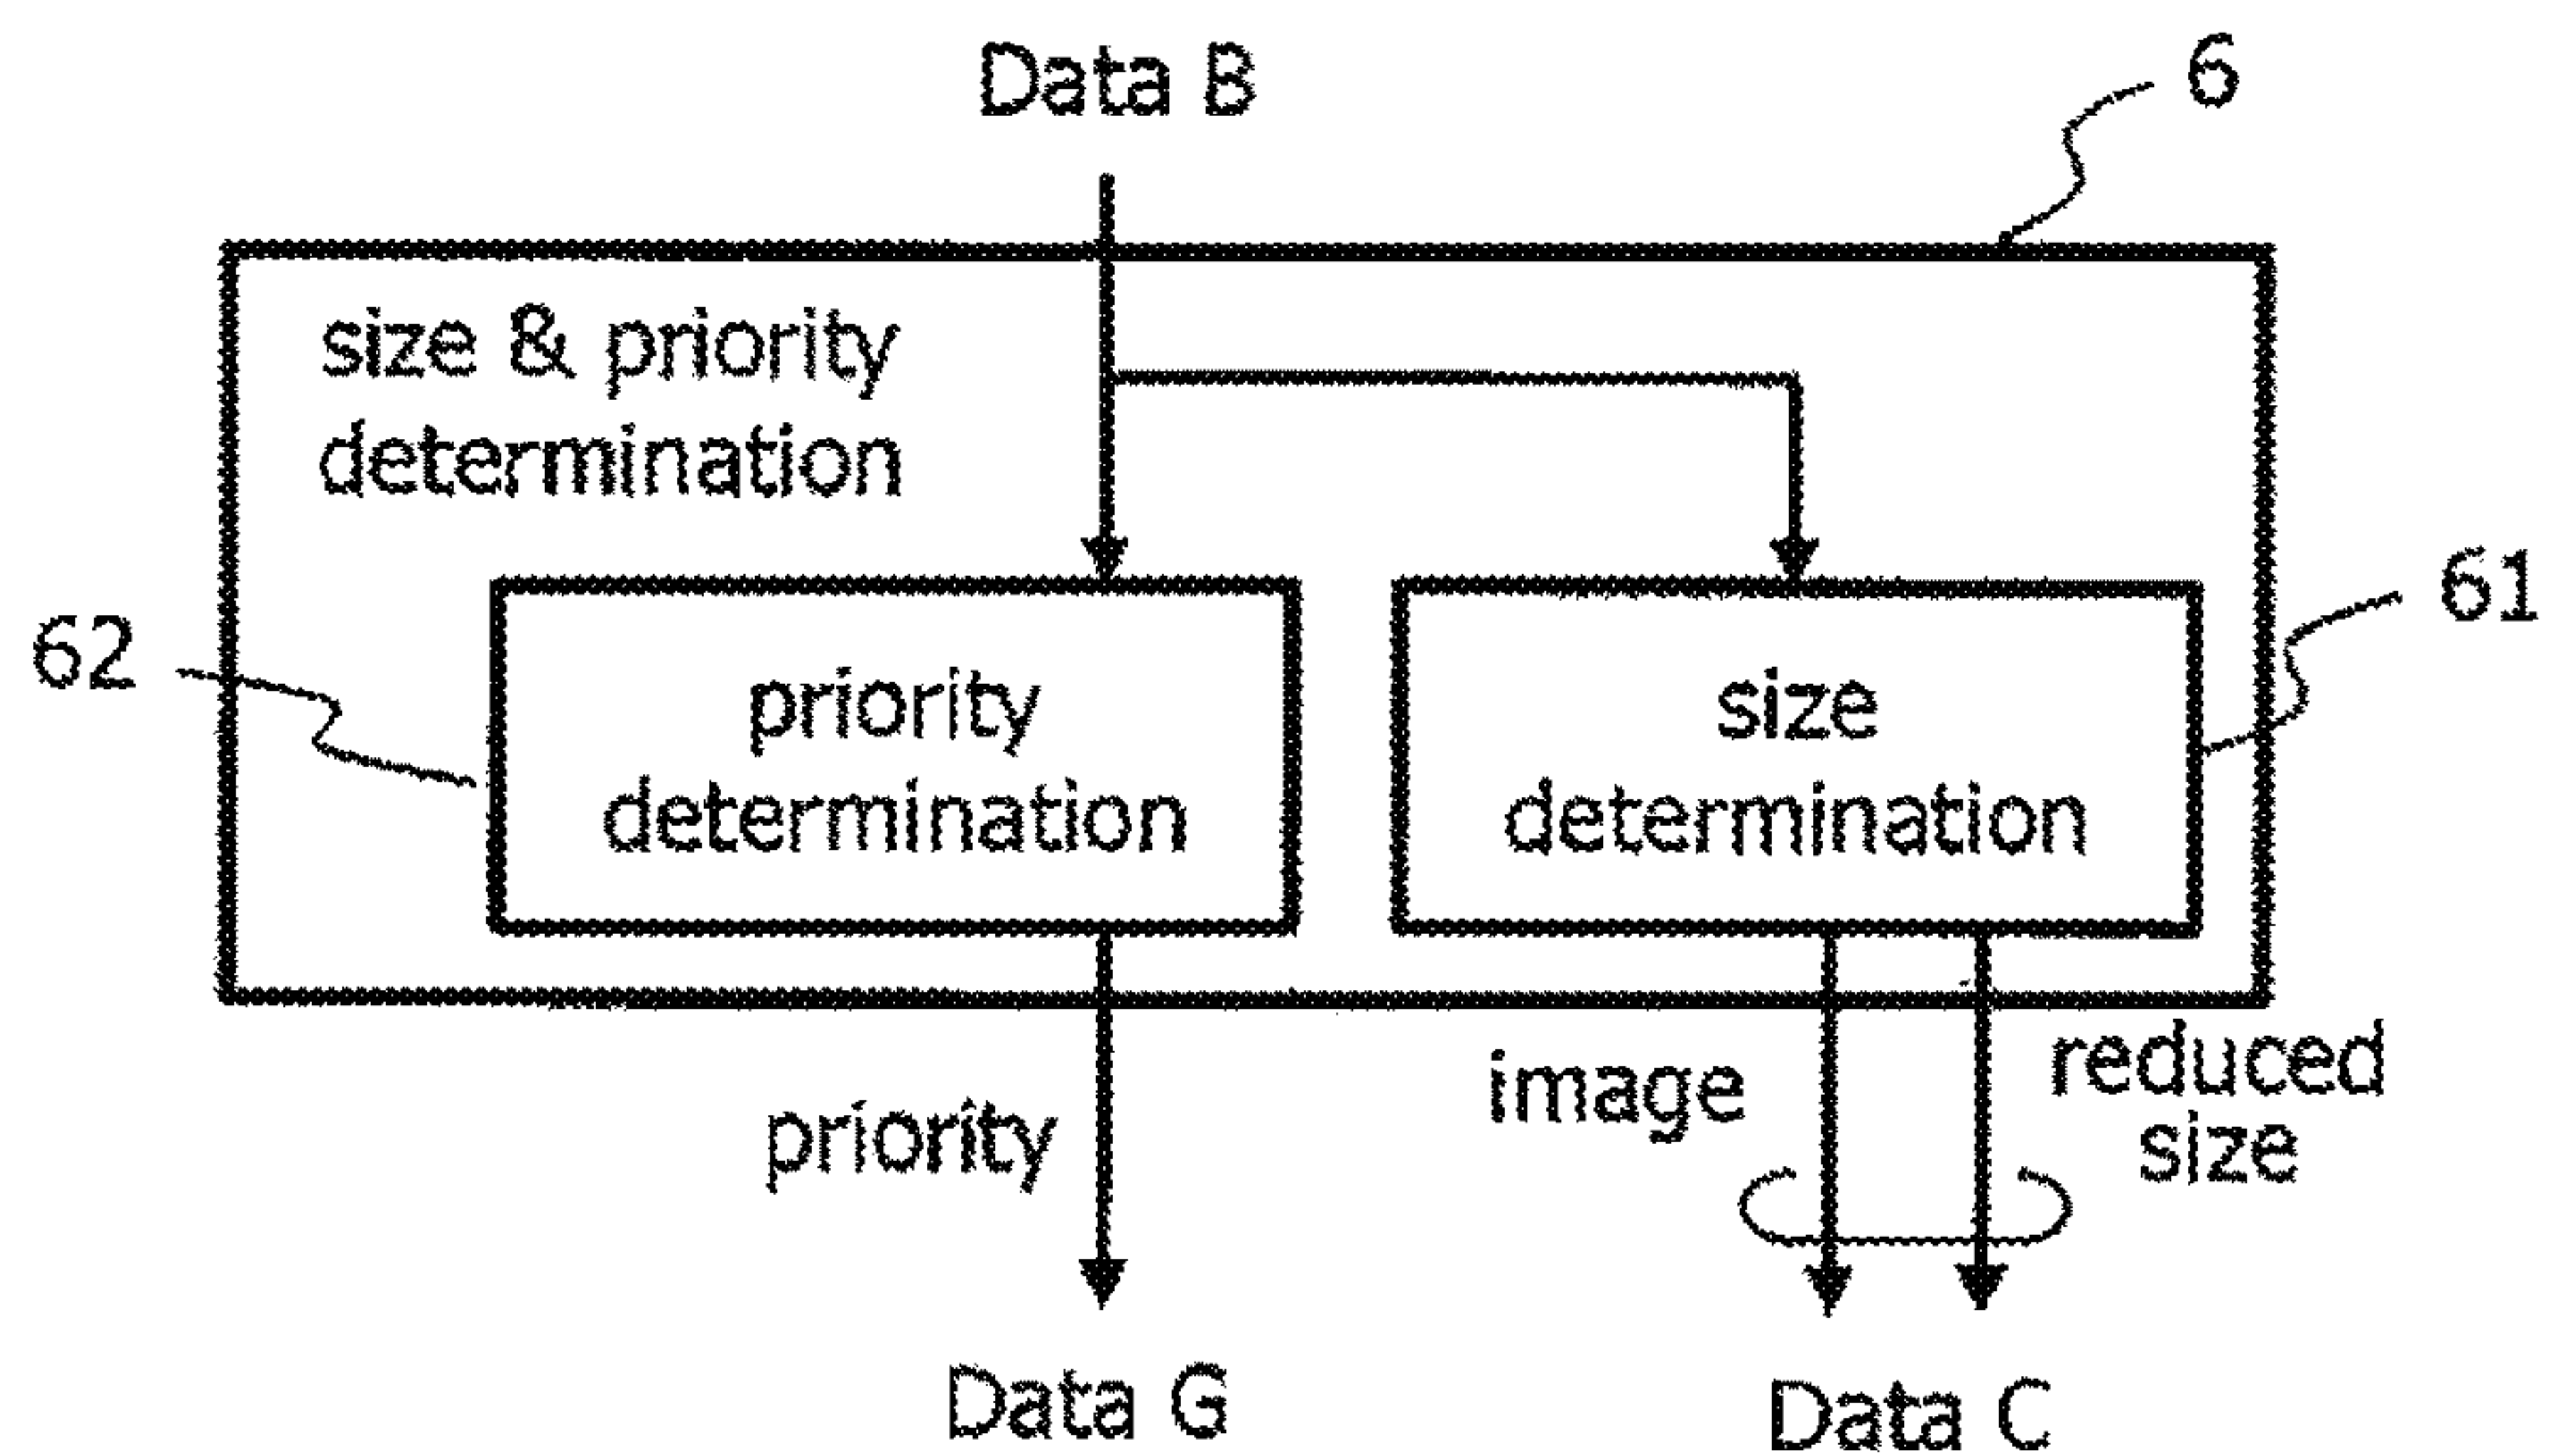 Data B
6
size & priority
determination
62
priority
determination
size
determination
61
priority
image
reduced
size
Data G
Data C